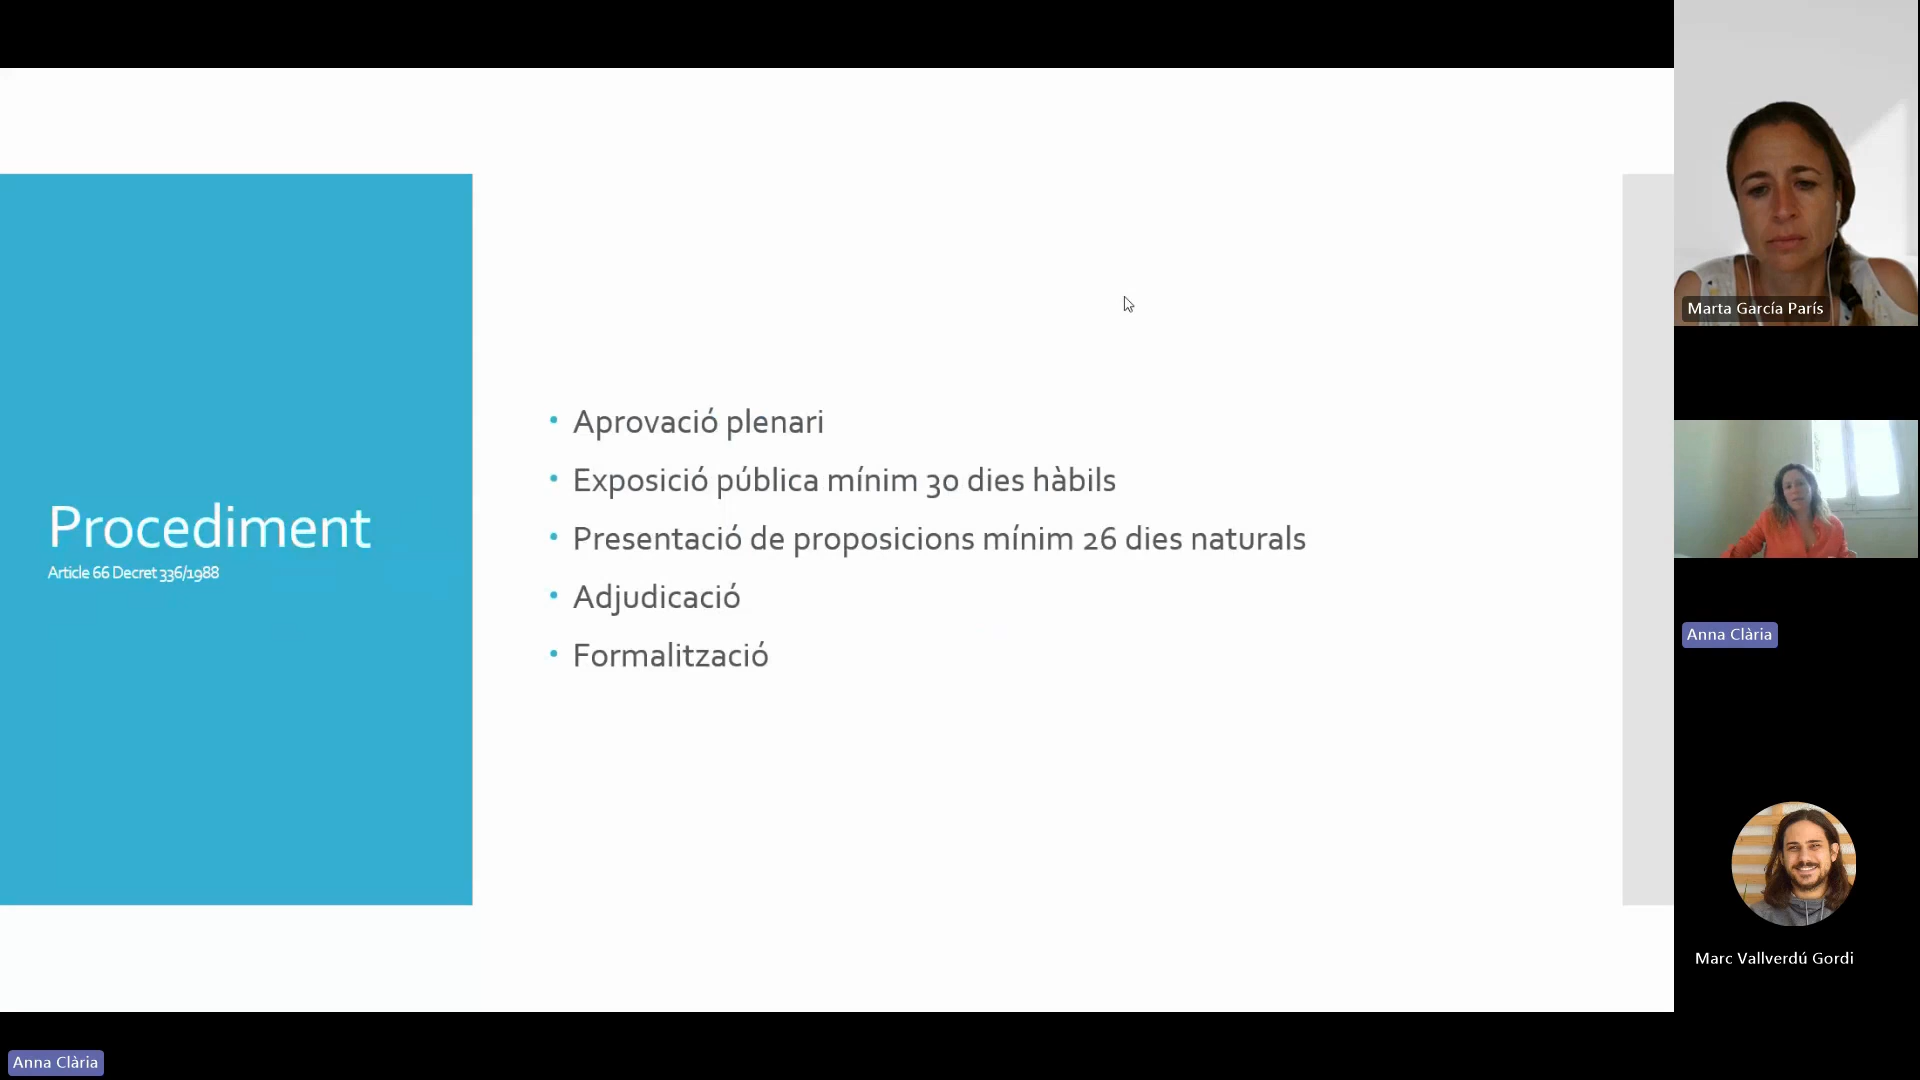 Procediment
Article 66 Decret 336/1988
• Aprovació plenari
• Exposició pública mínim 30 dies hàbils
• Presentació de proposicions mínim 26 dies naturals
• Adjudicació
• Formalització
Marta García París
Anna Clària
Marc Vallverdú Gordi
Anna Clària